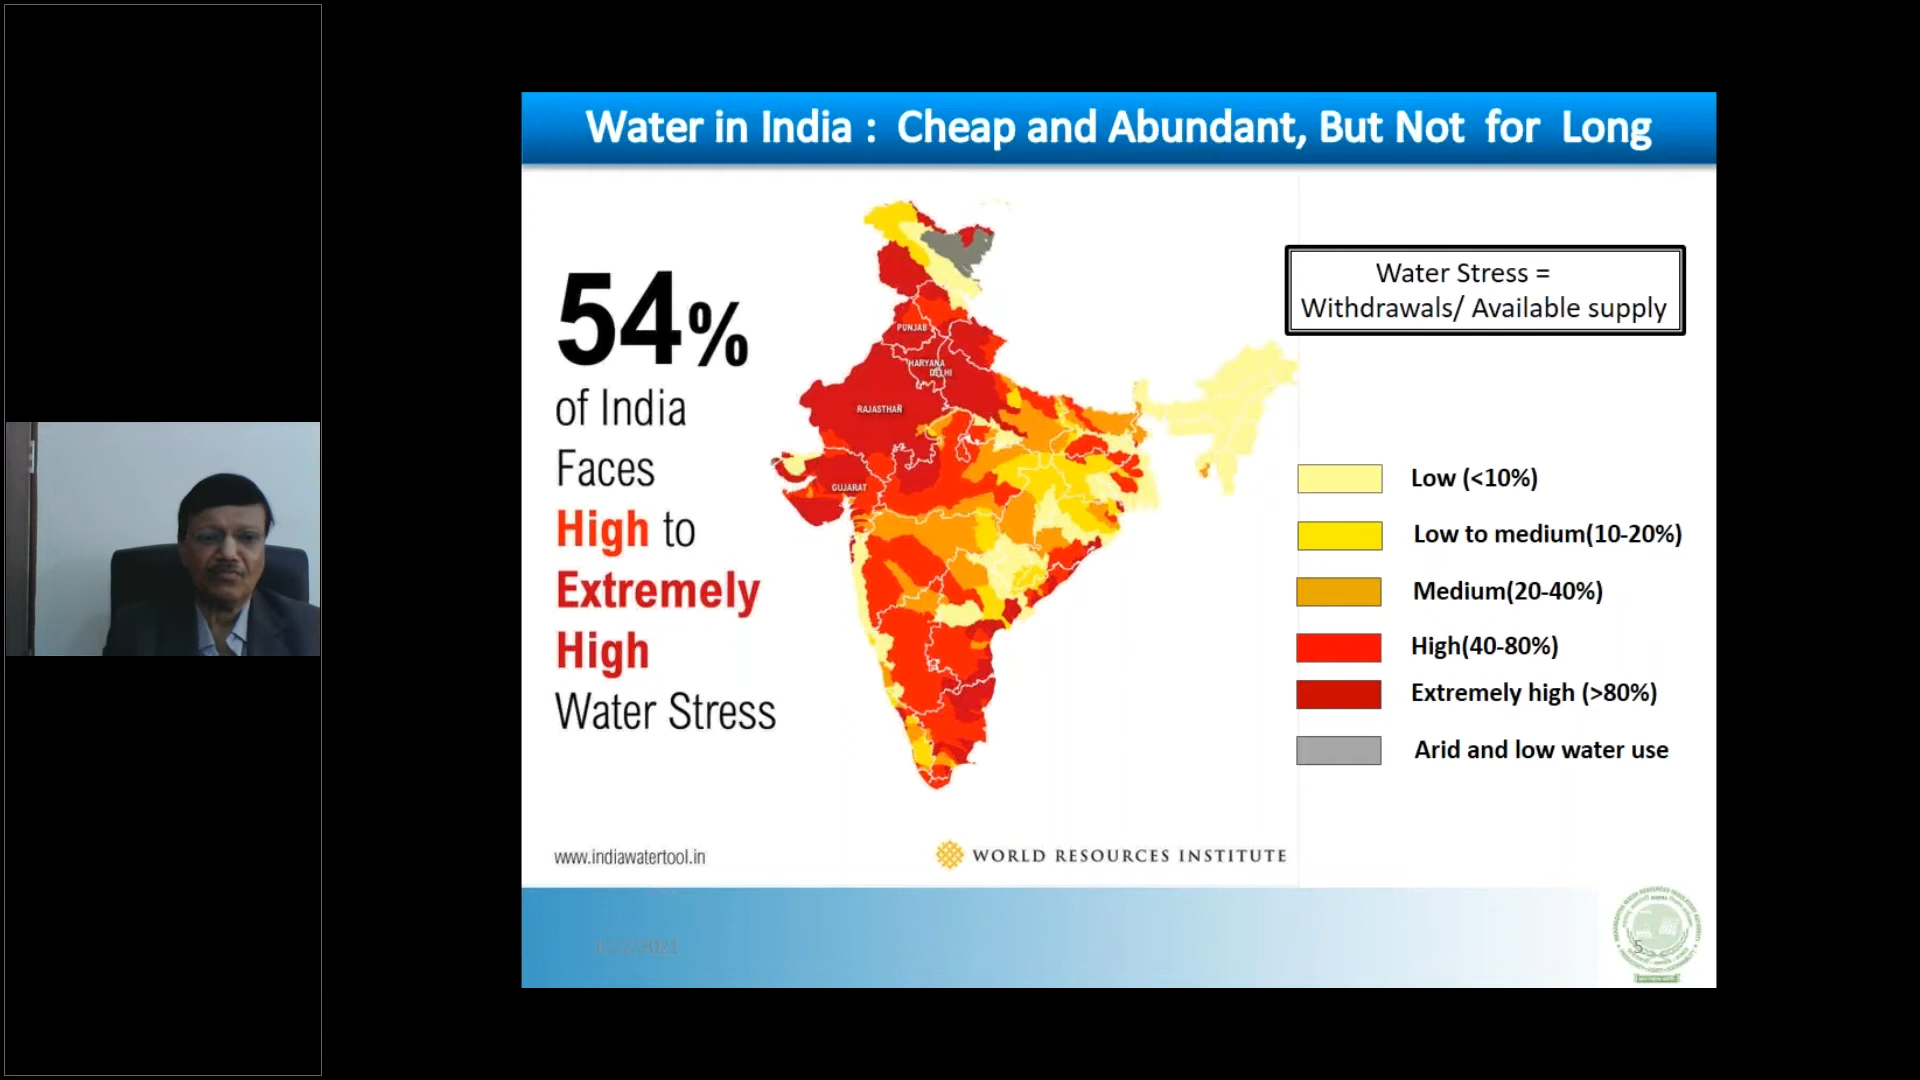 Water in India : Cheap and Abundant, But Not for Long
54%
of India
Faces
High to
Extremely
High
Water Stress
PUNJAB
HARYANA
DELHI
RAJASTHAN
GUJARAT
Water Stress =
Withdrawals/ Available supply
Low (<10%)
Low to medium(10-20%)
Medium(20-40%)
High(40-80%)
Extremely high (>80%)
Arid and low water use
www.indiawatertool.in
WORLD RESOURCES INSTITUTE
5